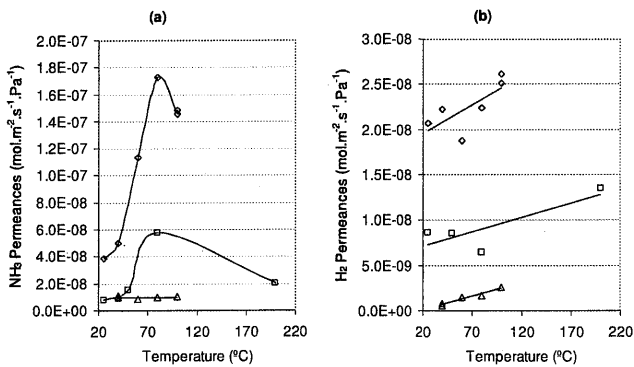 (a)
NH3 Permeances (mol.m-2.s-1.Pa-1)
2.0E-07
1.8E-07
1.6E-07
1.4E-07
1.2E-07
1.0E-07
8.0E-08
6.0E-08
4.0E-08
2.0E-08
0.0E+00
20 70 120 170 220
Temperature (ºC)
(b)
H2 Permeances (mol.m-2.s-1.Pa-1)
3.0E-08
2.5E-08
2.0E-08
1.5E-08
1.0E-08
5.0E-09
0.0E+00
20 70 120 170 220
Temperature (ºC)